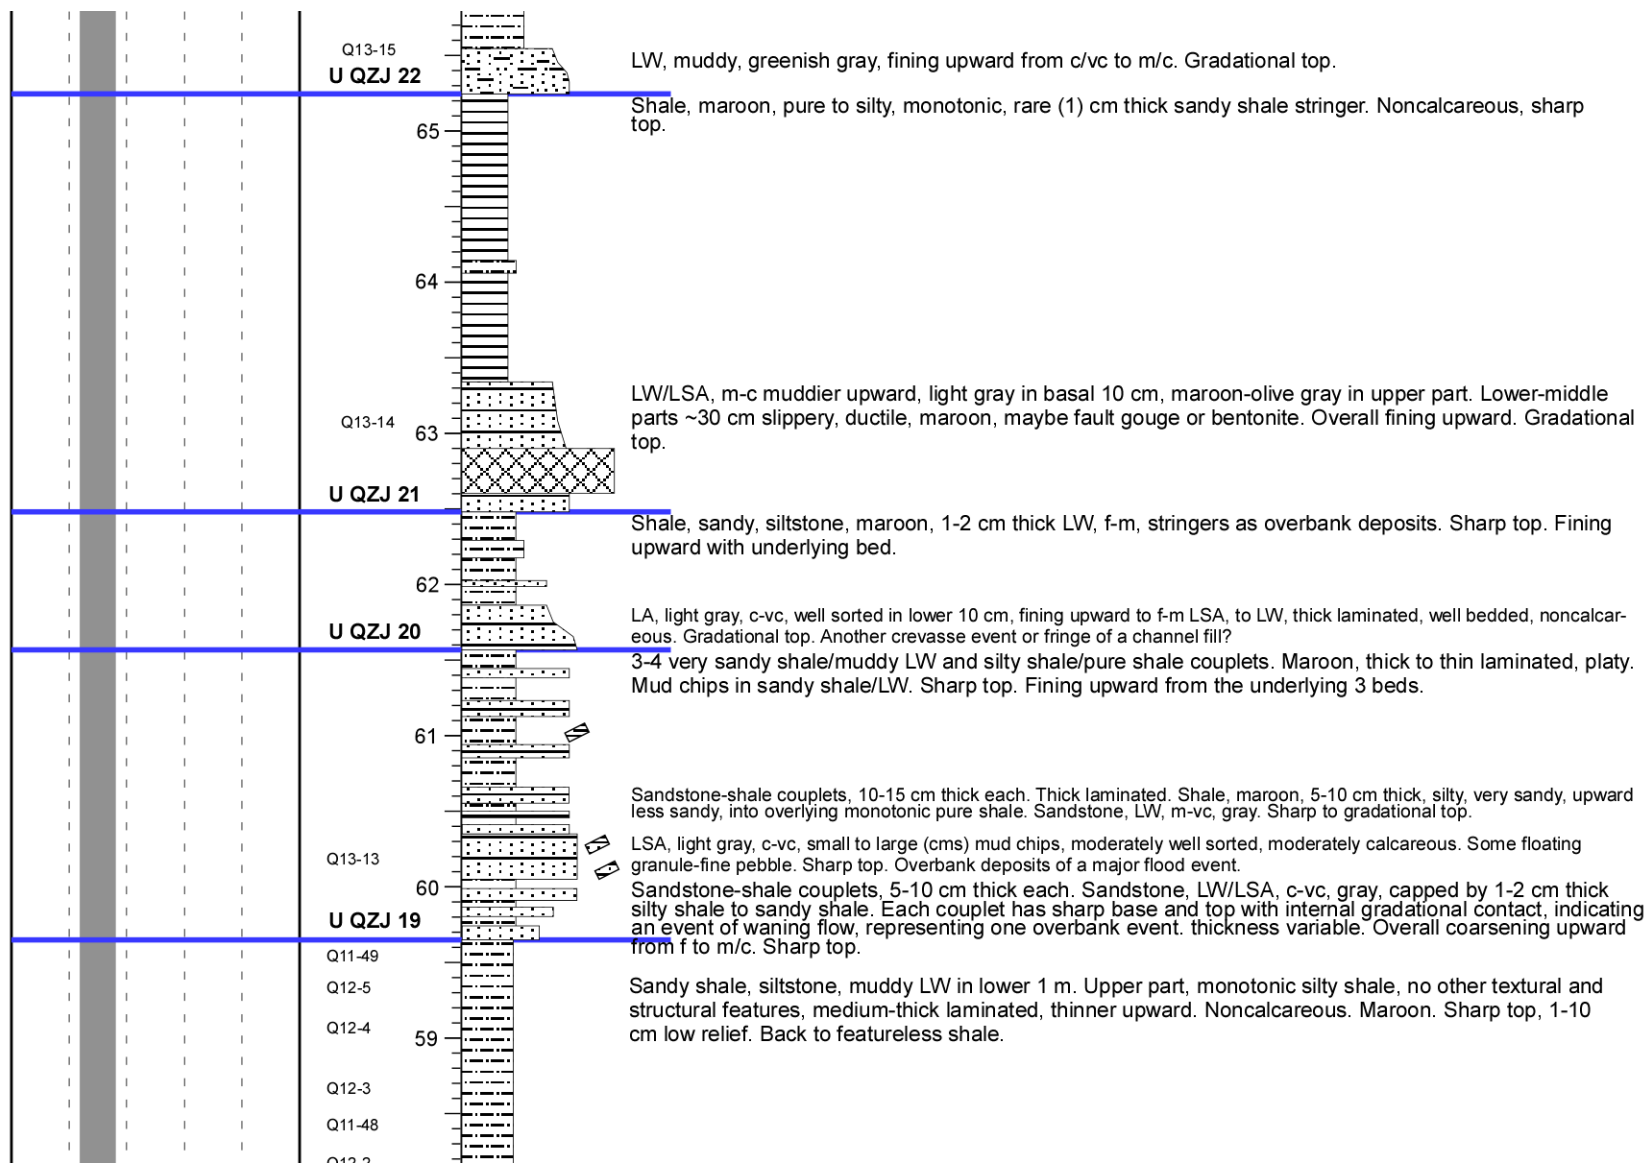 Q13-15
U QZJ 22
LW, muddy, greenish gray, fining upward from c/vc to m/c. Gradational top.
Shale, maroon, pure to silty, monotonic, rare (1) cm thick sandy shale stringer. Noncalcareous, sharp
top.
65
64
LW/LSA, m-c muddier upward, light gray in basal 10 cm, maroon-olive gray in upper part. Lower-middle
parts ~30 cm slippery, ductile, maroon, maybe fault gouge or bentonite. Overall fining upward. Gradational
top.
Q13-14
63
U QZJ 21
Shale, sandy, siltstone, maroon, 1-2 cm thick LW, f-m, stringers as overbank deposits. Sharp top. Fining
upward with underlying bed.
62
LA, light gray, c-vc, well sorted in lower 10 cm, fining upward to f-m LSA, to LW, thick laminated, well bedded, noncalcar-
eous. Gradational top. Another crevasse event or fringe of a channel fill?
U QZJ 20
3-4 very sandy shale/muddy LW and silty shale/pure shale couplets. Maroon, thick to thin laminated, platy.
Mud chips in sandy shale/LW. Sharp top. Fining upward from the underlying 3 beds.
61
Sandstone-shale couplets, 10-15 cm thick each. Thick laminated. Shale, maroon, 5-10 cm thick, silty, very sandy, upward
less sandy, into overlying monotonic pure shale. Sandstone, LW, m-vc, gray. Sharp to gradational top.
LSA, light gray, c-vc, small to large (cms) mud chips, moderately well sorted, moderately calcareous. Some floating
granule-fine pebble. Sharp top. Overbank deposits of a major flood event.
Q13-13
60
Sandstone-shale couplets, 5-10 cm thick each. Sandstone, LW/LSA, c-vc, gray, capped by 1-2 cm thick
silty shale to sandy shale. Each couplet has sharp base and top with internal gradational contact, indicating
an event of waning flow, representing one overbank event. thickness variable. Overall coarsening upward
from f to m/c. Sharp top.
U QZJ 19
Q11-49
Q12-5
Q12-4
59
Sandy shale, siltstone, muddy LW in lower 1 m. Upper part, monotonic silty shale, no other textural and
structural features, medium-thick laminated, thinner upward. Noncalcareous. Maroon. Sharp top, 1-10
cm low relief. Back to featureless shale.
Q12-3
Q11-48